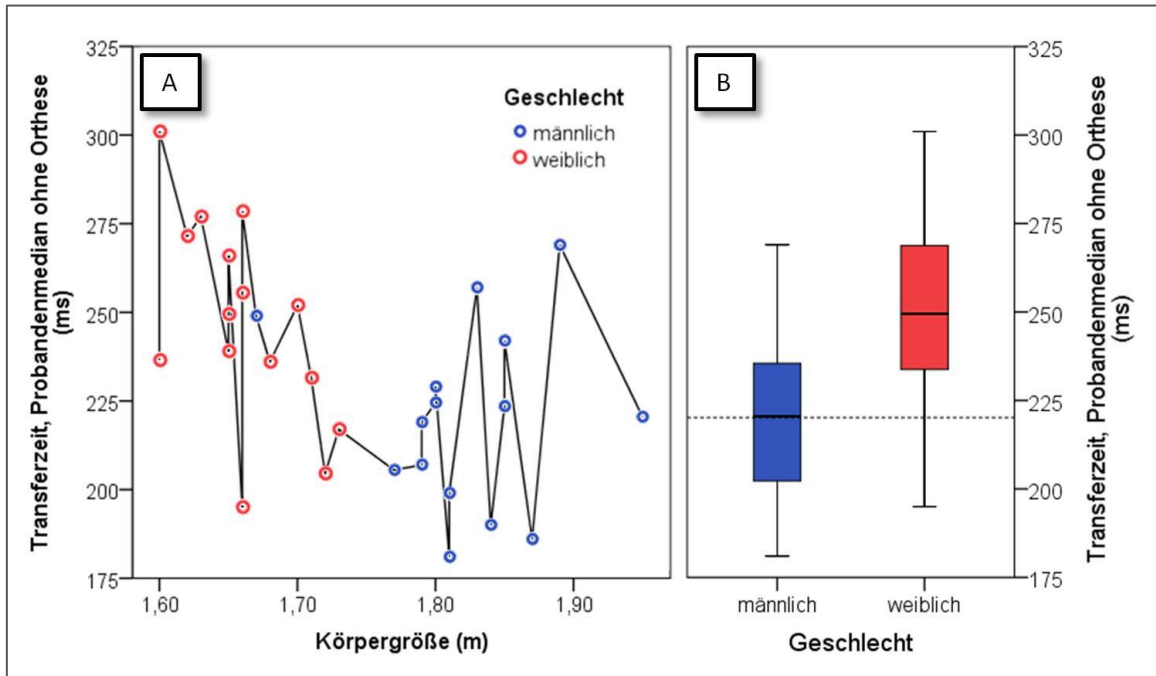 A
Transferzeit, Probandenmedian ohne Orthese
(ms)
325
300
275
250
225
200
175
Geschlecht
männlich
weiblich
1,60
1,70
1,80
1,90
Körpergröße (m)
B
männlich
weiblich
Geschlecht
325
300
275
250
225
200
175
Transferzeit, Probandenmedian ohne Orthese
(ms)